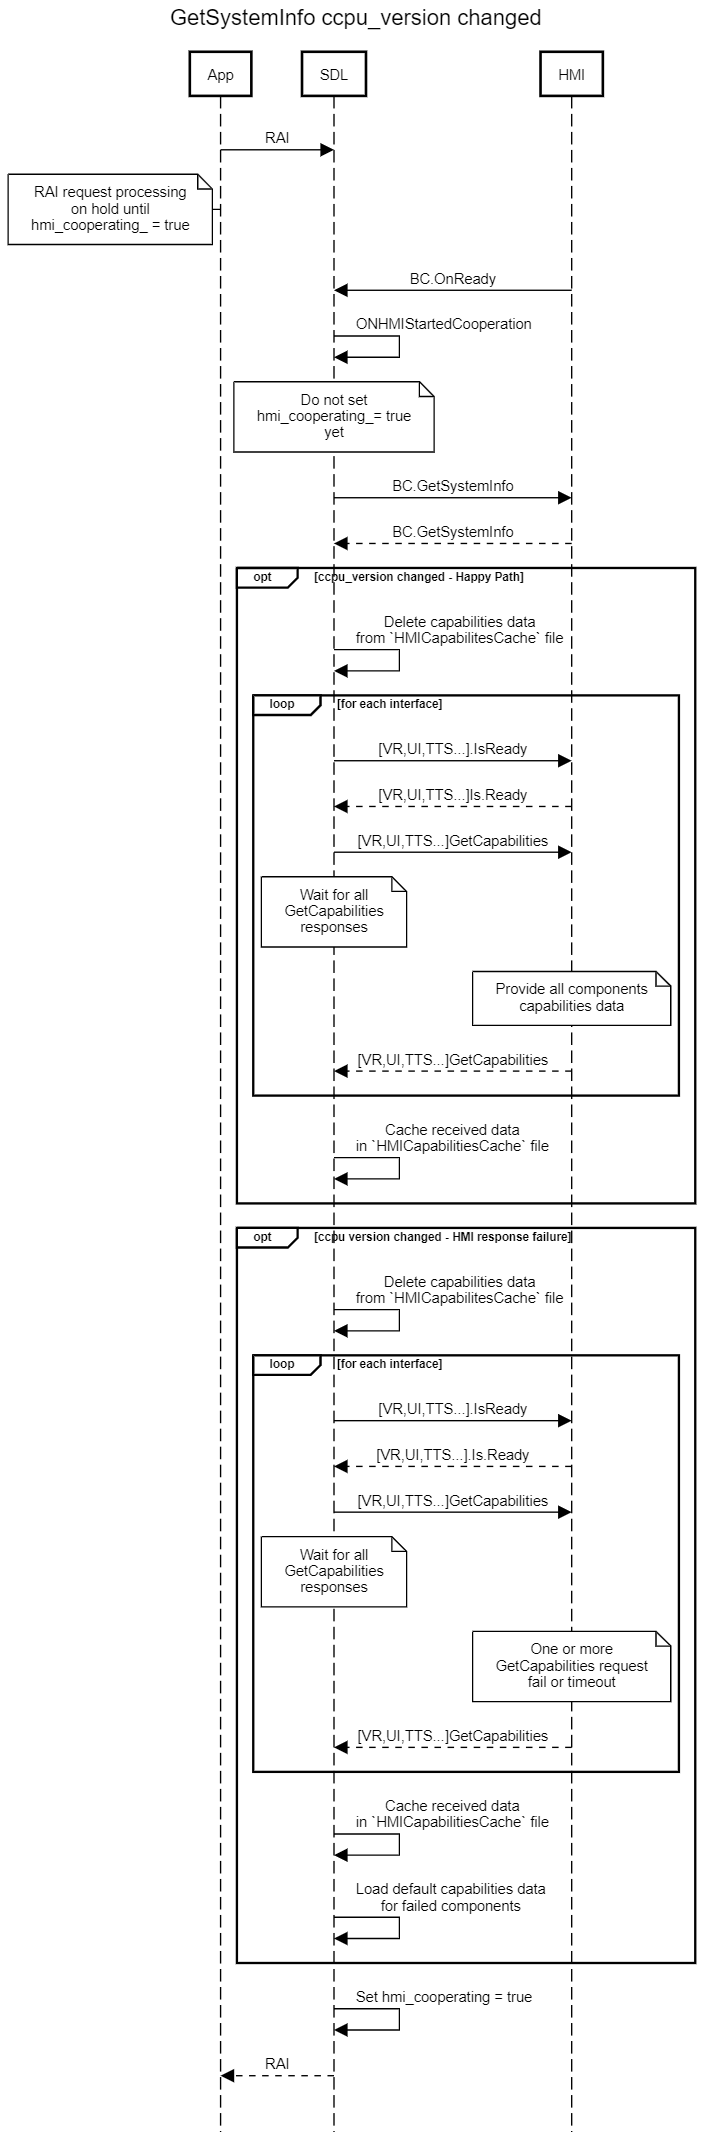 GetSystemInfo ccpu_version changed
App
SDL
HMI
RAI
RAI request processing
on hold until
hmi_cooperating_ = true
BC.OnReady
ONHMIStartedCooperation
Do not set
hmi_cooperating_= true
yet
BC.GetSystemInfo
BC.GetSystemInfo
opt
[ccpu_version changed - Happy Path]
Delete capabilities data
from `HMICapabilitesCache` file
loop
[for each interface]
[VR,UI,TTS...].IsReady
[VR,UI,TTS...]Is.Ready
[VR,UI,TTS...]GetCapabilities
Wait for all
GetCapabilities
responses
Provide all components
capabilities data
[VR,UI,TTS...]GetCapabilities
Cache received data
in `HMICapabilitiesCache` file
opt
[ccpu version changed - HMI response failure]
Delete capabilities data
from `HMICapabilitesCache` file
loop
[for each interface]
[VR,UI,TTS...].IsReady
[VR,UI,TTS...].Is.Ready
[VR,UI,TTS...]GetCapabilities
Wait for all
GetCapabilities
responses
One or more
GetCapabilities request
fail or timeout
[VR,UI,TTS...]GetCapabilities
Cache received data
in `HMICapabilitiesCache` file
Load default capabilities data
for failed components
Set hmi_cooperating = true
RAI